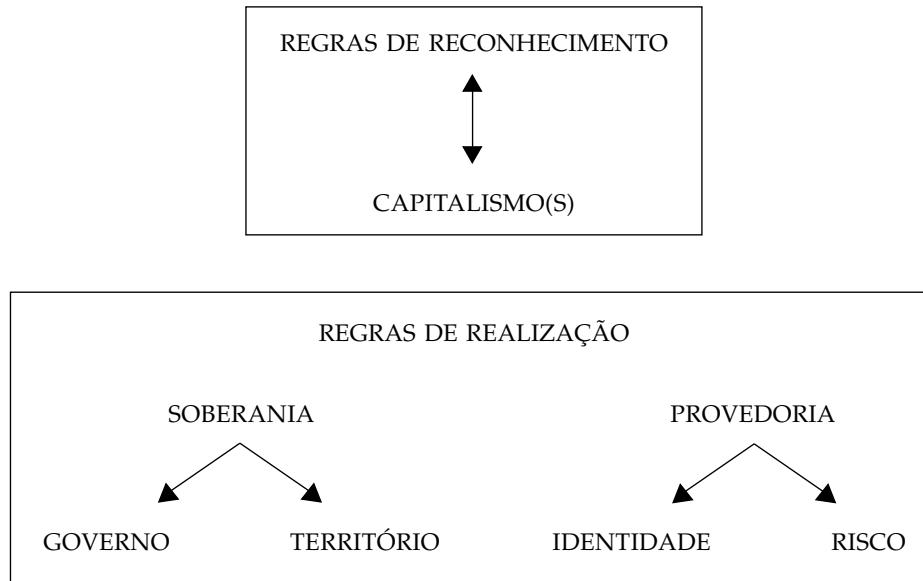 REGRAS DE RECONHECIMENTO
CAPITALISMO(S)
REGRAS DE REALIZAÇÃO
SOBERANIA PROVEDORIA
GOVERNO TERRITÓRIO IDENTIDADE RISCO